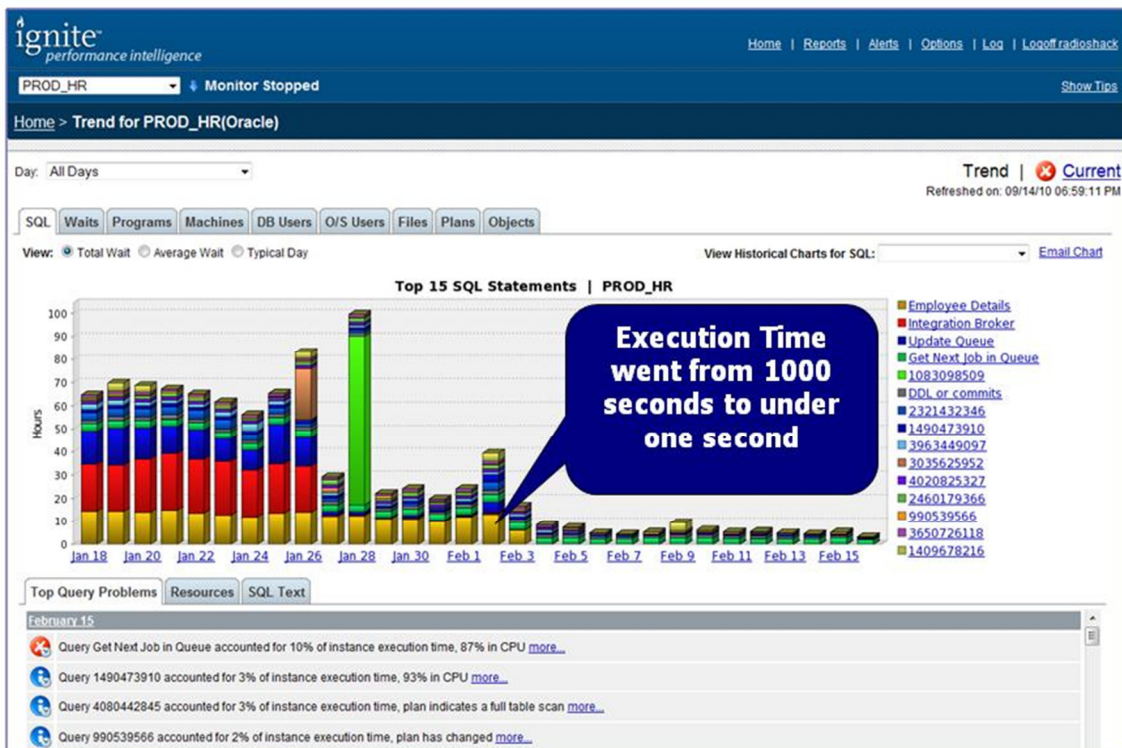 ignite™
performance intelligence
Home | Reports | Alerts | Options | Log | Logoff radioshack
PROD_HR
Monitor Stopped
Show Tips
Home > Trend for PROD_HR(Oracle)
Day: All Days
Trend | Current
Refreshed on: 09/14/10 06:59:11 PM
SQL Waits Programs Machines DB Users O/S Users Files Plans Objects
View: Total Wait Average Wait Typical Day
View Historical Charts for SQL:
Email Chart
Top 15 SQL Statements | PROD_HR
Hours
100
90
80
70
60
50
40
30
20
10
0
Jan 18 Jan 20 Jan 22 Jan 24 Jan 26 Jan 28 Jan 30 Feb 1 Feb 3 Feb 5 Feb 7 Feb 9 Feb 11 Feb 13 Feb 15
Execution Time
went from 1000
seconds to under
one second
Employee Details
Integration Broker
Update Queue
Get Next Job in Queue
1083098509
DDL or commits
2321432346
1490473910
3963449097
3035625952
4020825327
2460179366
990539566
3650726118
1409678216
Top Query Problems Resources SQL Text
February 15
Query Get Next Job in Queue accounted for 10% of instance execution time, 87% in CPU more...
Query 1490473910 accounted for 3% of instance execution time, 93% in CPU more...
Query 4080442845 accounted for 3% of instance execution time, plan indicates a full table scan more...
Query 990539566 accounted for 2% of instance execution time, plan has changed more...